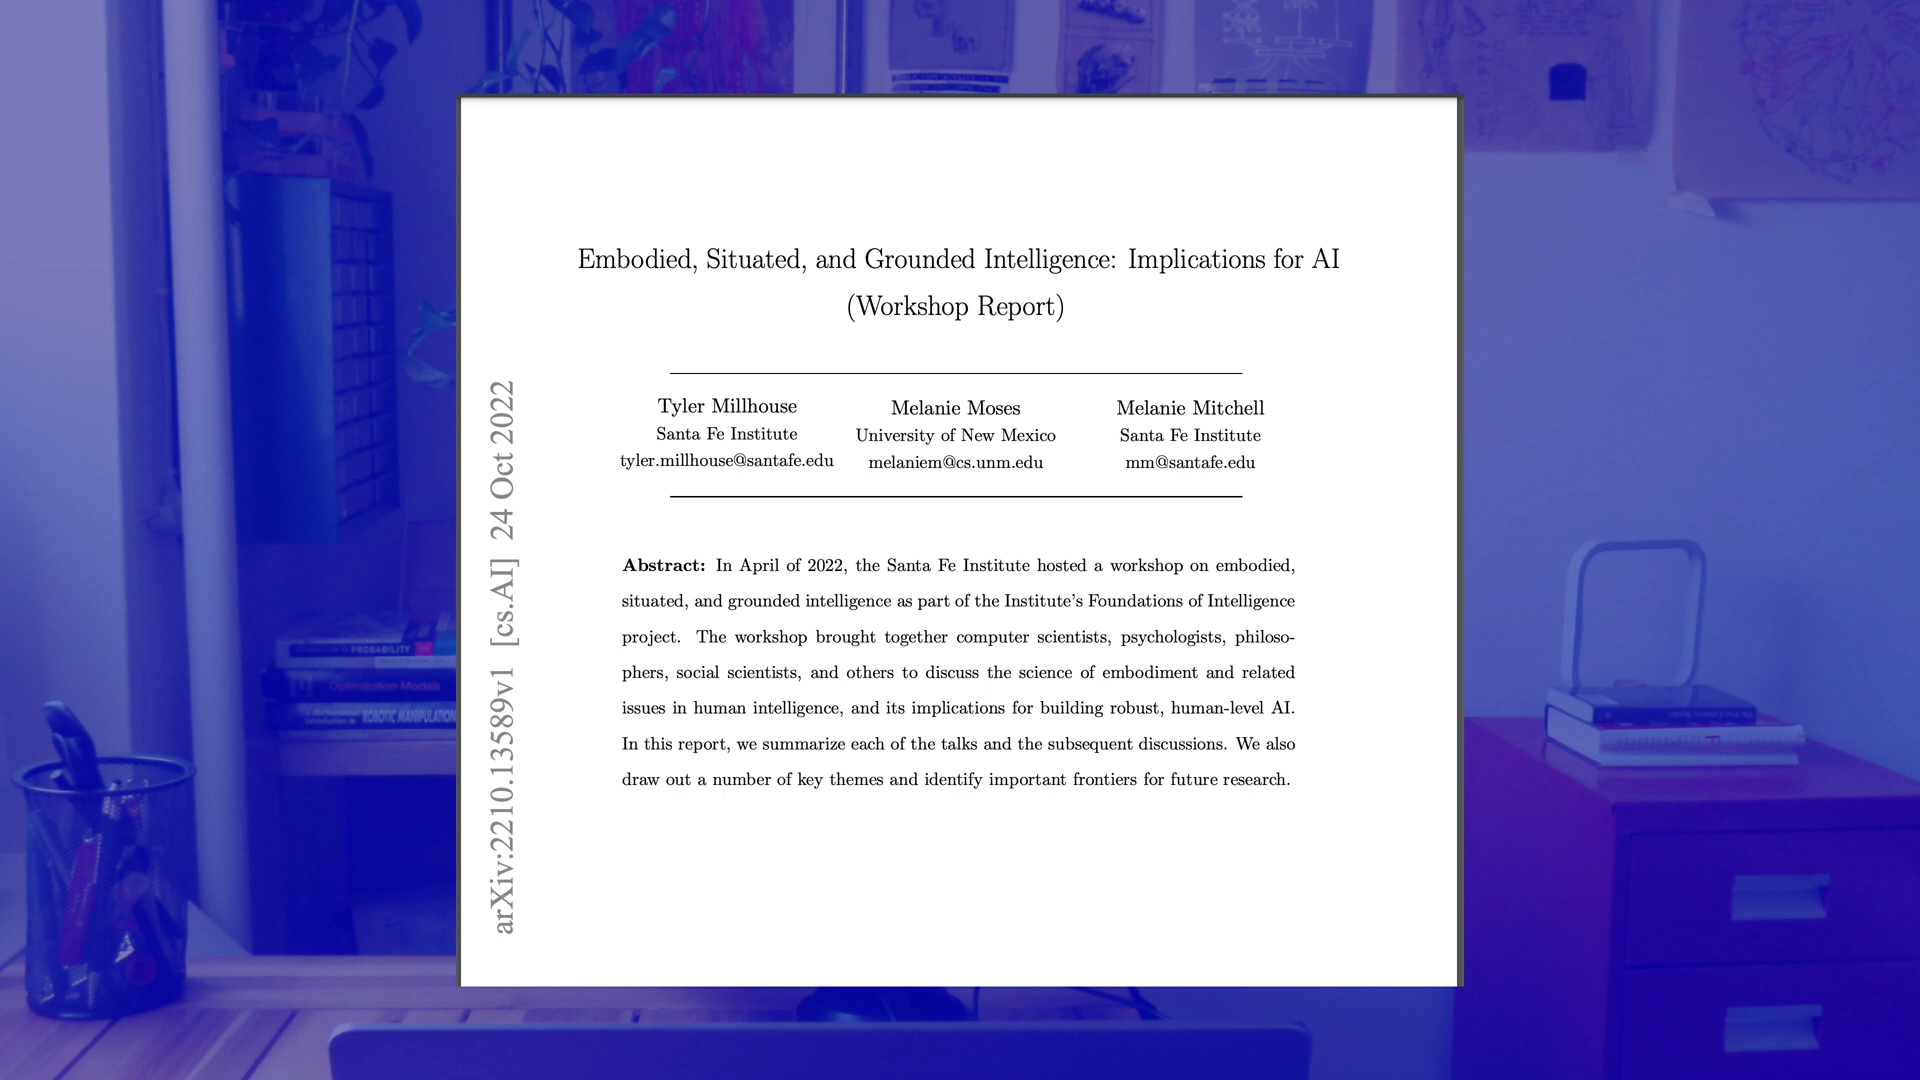 Embodied, Situated, and Grounded Intelligence: Implications for AI
(Workshop Report)
Tyler Millhouse
Santa Fe Institute
tyler.millhouse@santafe.edu
Melanie Moses
University of New Mexico
melaniem@cs.unm.edu
Melanie Mitchell
Santa Fe Institute
mm@santafe.edu
Abstract: In April of 2022, the Santa Fe Institute hosted a workshop on embodied,
situated, and grounded intelligence as part of the Institute's Foundations of Intelligence
project. The workshop brought together computer scientists, psychologists, philoso-
phers, social scientists, and others to discuss the science of embodiment and related
issues in human intelligence, and its implications for building robust, human-level AI.
In this report, we summarize each of the talks and the subsequent discussions. We also
draw out a number of key themes and identify important frontiers for future research.
arXiv:2210.13589v1 [cs.AI] 24 Oct 2022
PROBABILITY
Optimization Models
ROBOTIC MANIPULATION